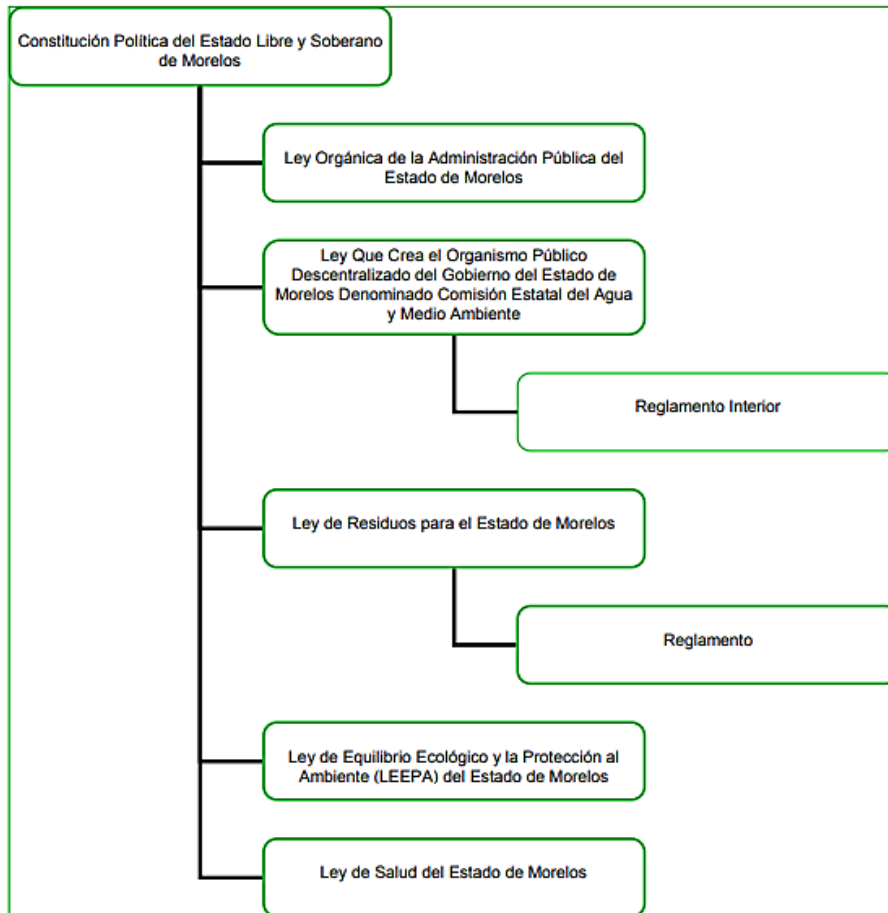 Constitución Política del Estado Libre y Soberano
de Morelos
Ley Orgánica de la Administración Pública del
Estado de Morelos
Ley Que Crea el Organismo Público
Descentralizado del Gobierno del Estado de
Morelos Denominado Comisión Estatal del Agua
y Medio Ambiente
Reglamento Interior
Ley de Residuos para el Estado de Morelos
Reglamento
Ley de Equilibrio Ecológico y la Protección al
Ambiente (LEEPA) del Estado de Morelos
Ley de Salud del Estado de Morelos